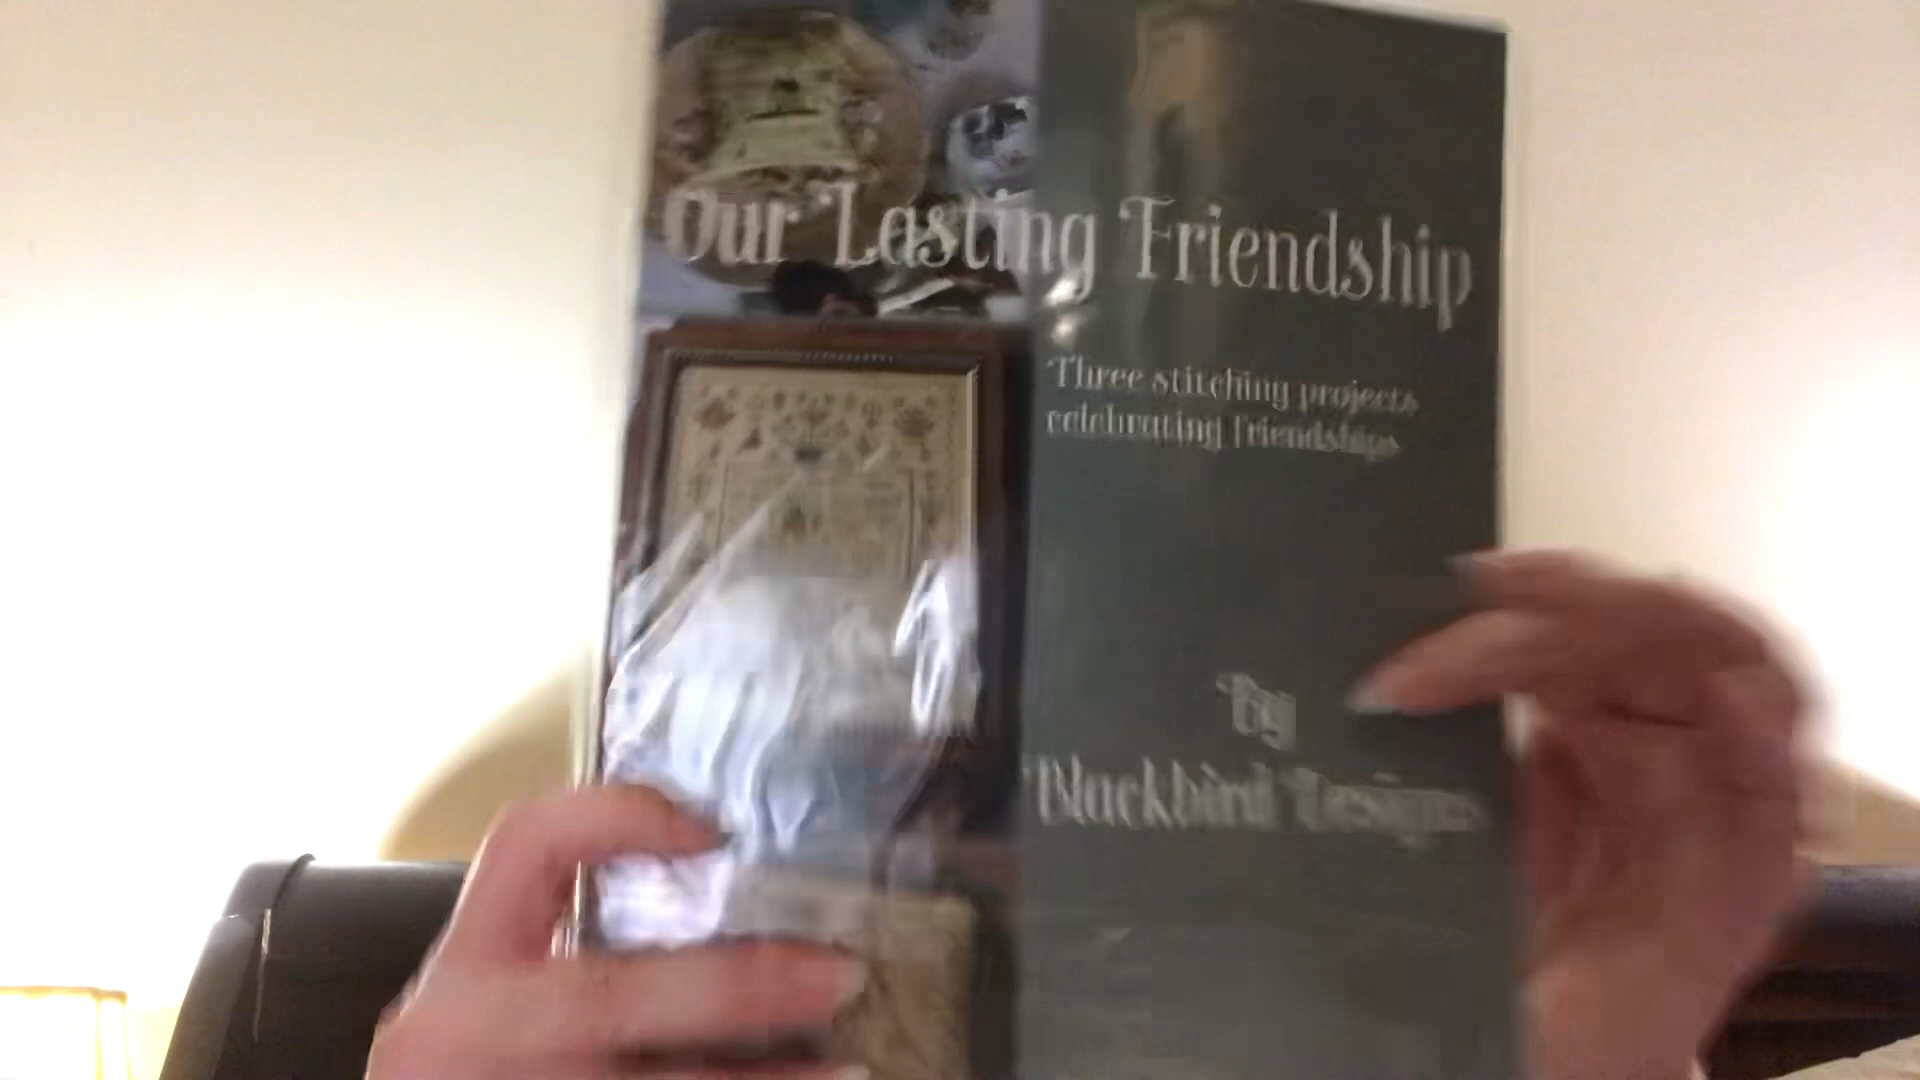 Our Lasting Friendship
Three stitching projects
celebrating friendships
By
Blackbird Designs